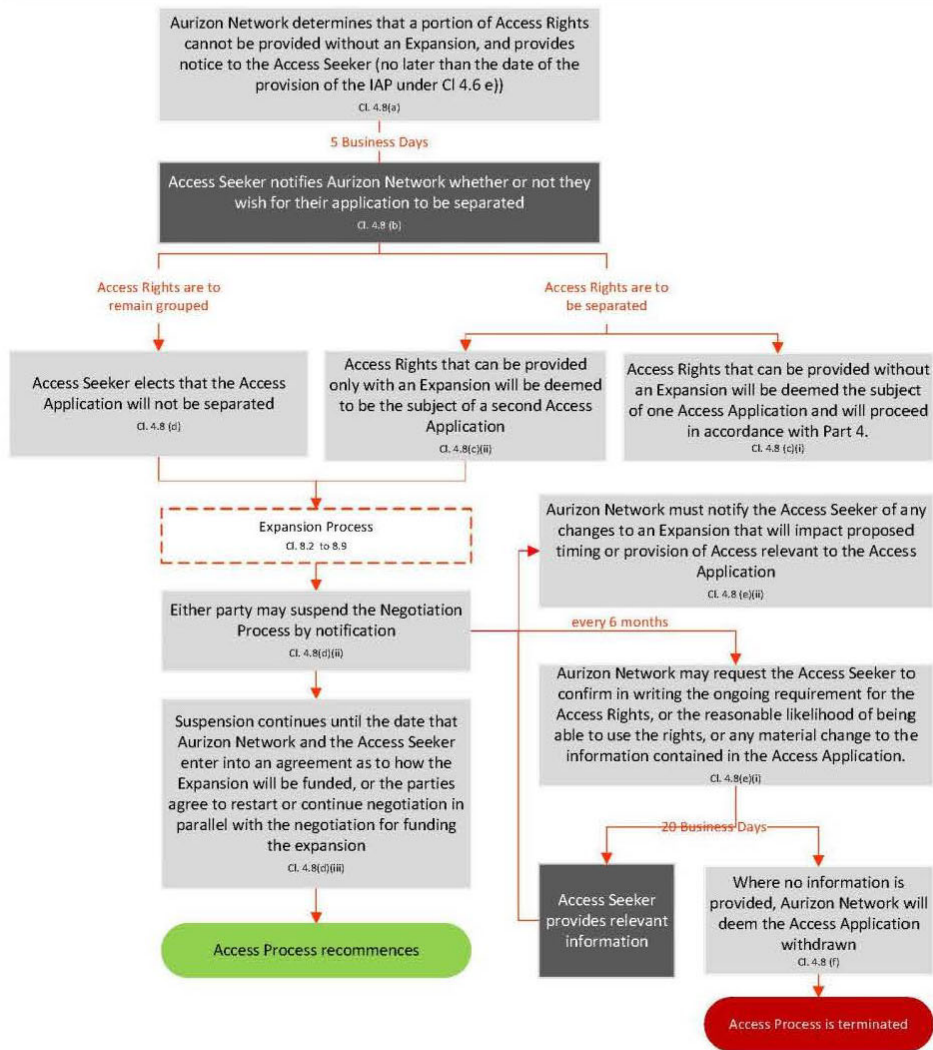 Aurizon Network determines that a portion of Access Rights
cannot be provided without an Expansion, and provides
notice to the Access Seeker (no later than the date of the
provision of the IAP under Cl 4.6 e))
Cl. 4.8(a)
5 Business Days
Access Seeker notifies Aurizon Network whether or not they
wish for their application to be separated
Cl. 4.8 (b)
Access Rights are to
remain grouped
Access Rights are to
be separated
Access Seeker elects that the Access
Application will not be separated
Cl. 4.8 (d)
Access Rights that can be provided
only with an Expansion will be deemed
to be the subject of a second Access
Application
Cl. 4.8(c)(ii)
Access Rights that can be provided without
an Expansion will be deemed the subject
of one Access Application and will proceed
in accordance with Part 4.
Cl. 4.8 (c)(i)
Expansion Process
Cl. 8.2 to 8.9
Aurizon Network must notify the Access Seeker of any
changes to an Expansion that will impact proposed
timing or provision of Access relevant to the Access
Application
Cl. 4.8 (e)(ii)
Either party may suspend the Negotiation
Process by notification
Cl. 4.8(d)(ii)
every 6 months
Aurizon Network may request the Access Seeker to
confirm in writing the ongoing requirement for the
Access Rights, or the reasonable likelihood of being
able to use the rights, or any material change to the
information contained in the Access Application.
Cl. 4.8(e)(i)
Suspension continues until the date that
Aurizon Network and the Access Seeker
enter into an agreement as to how the
Expansion will be funded, or the parties
agree to restart or continue negotiation in
parallel with the negotiation for funding
the expansion
Cl. 4.8(d)(iii)
20 Business Days
Access Seeker
provides relevant
information
Where no information is
provided, Aurizon Network will
deem the Access Application
withdrawn
Cl. 4.8 (f)
Access Process recommences
Access Process is terminated